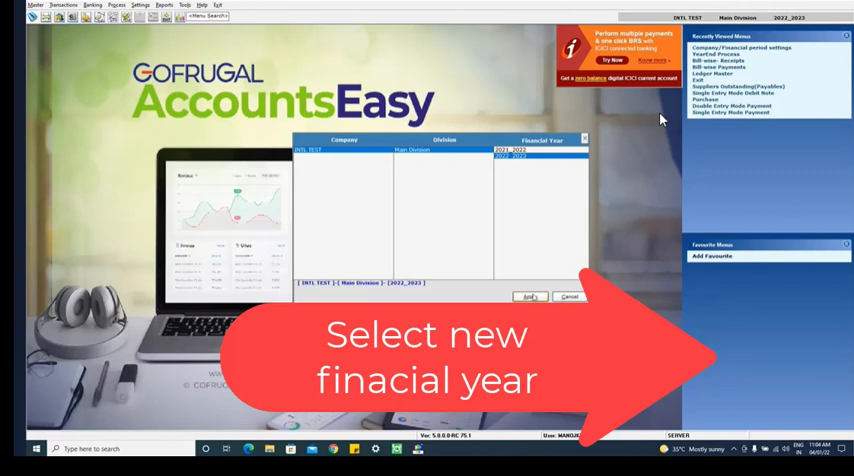 Master Transactions Banking Process Settings Reports Tools Help Exit
<Menu Search>
INTL TEST Main Division 2022_2023
GOFRUGAL
AccountsEasy
Perform multiple payments
& one click BRS with
ICICI connected banking
Try Now Know more >
Get a zero balance digital ICICI current account
Recently Viewed Menus
Company/Financial period settings
YearEnd Process
Bill-wise- Receipts
Bill-wise Payments
Ledger Master
Exit
Suppliers Outstanding(Payables)
Single Entry Mode Debit Note
Purchase
Double Entry Mode Payment
Single Entry Mode Payment
Company Division Financial Year
INTL TEST Main Division 2021_2022
2022_2023
[ INTL TEST ]-[ Main Division ]- [2022_2023 ]
Apply Cancel
Favourite Menus
Add Favourite
Select new
finacial year
© COFRUG
Ver: 5.0.0.0-RC 75.1
SERVER
Type here to search
35°C Mostly sunny
ENG
IN
11:04 AM
04/01/22